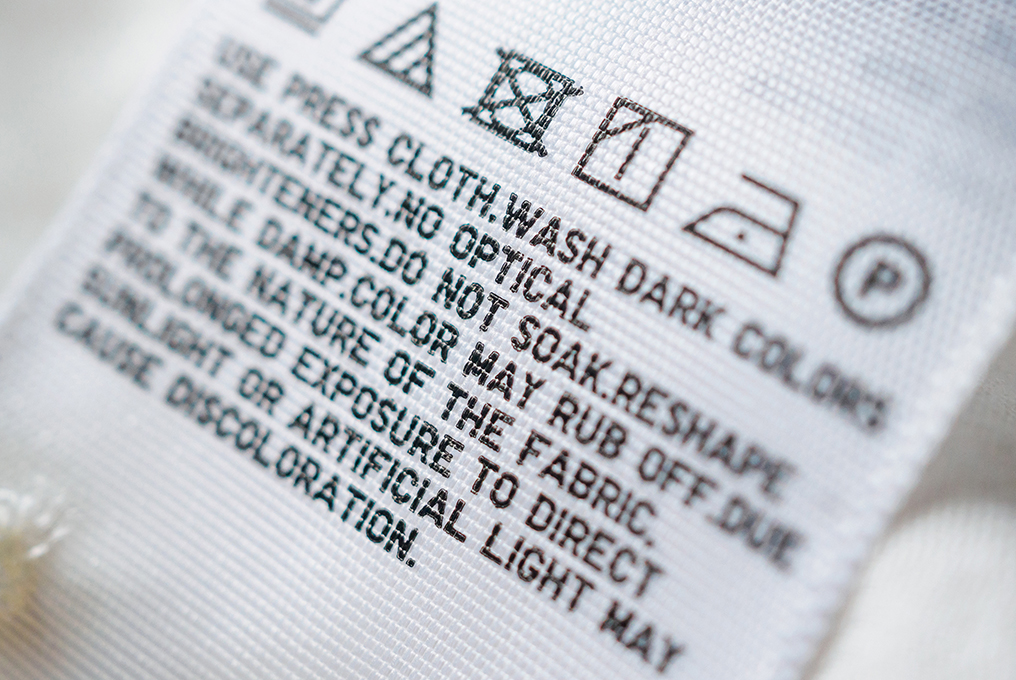 P
USE PRESS CLOTH.WASH DARK COLORS
SEPARATELY.NO OPTICAL
BRIGHTENERS.DO NOT SOAK.RESHAPE
WHILE DAMP.COLOR MAY RUB OFF.DUE
TO THE NATURE OF THE FABRIC,
PROLONGED EXPOSURE TO DIRECT
SUNLIGHT OR ARTIFICIAL LIGHT MAY
CAUSE DISCOLORATION.